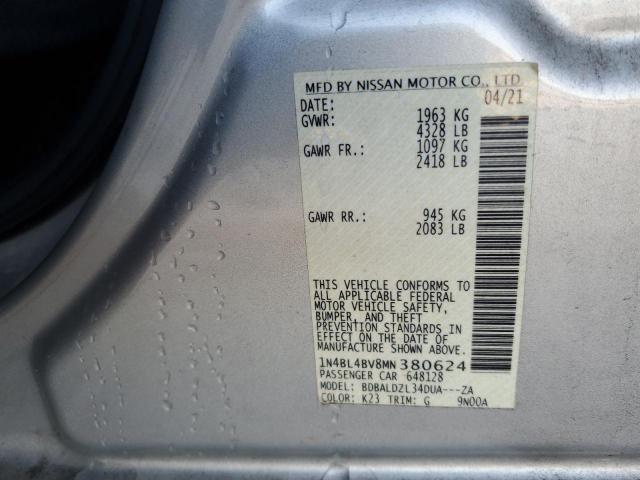 MFD BY NISSAN MOTOR CO., LTD.
DATE: 04/21
GVWR: 1963 KG
4328 LB
GAWR FR.: 1097 KG
2418 LB
GAWR RR.: 945 KG
2083 LB
THIS VEHICLE CONFORMS TO
ALL APPLICABLE FEDERAL
MOTOR VEHICLE SAFETY,
BUMPER, AND THEFT
PREVENTION STANDARDS IN
EFFECT ON THE DATE OF
MANUFACTURE SHOWN ABOVE.
1N4BL4BV8MN380624
PASSENGER CAR 648128
MODEL: BDBALDZL34DUA---ZA
COLOR: K23 TRIM: G 9N00A